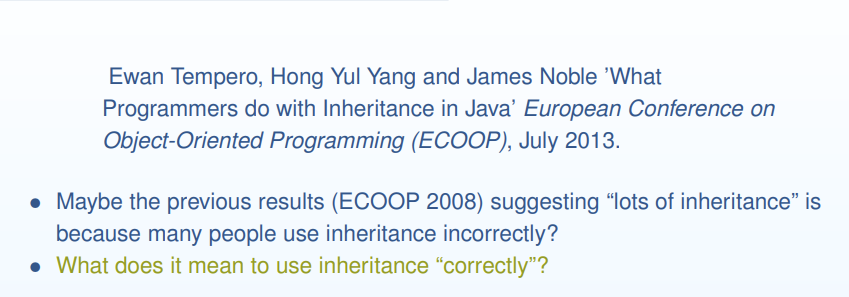 Ewan Tempero, Hong Yul Yang and James Noble ’What
Programmers do with Inheritance in Java’ European Conference on
Object-Oriented Programming (ECOOP), July 2013.
● Maybe the previous results (ECOOP 2008) suggesting “lots of inheritance” is
because many people use inheritance incorrectly?
● What does it mean to use inheritance “correctly”?